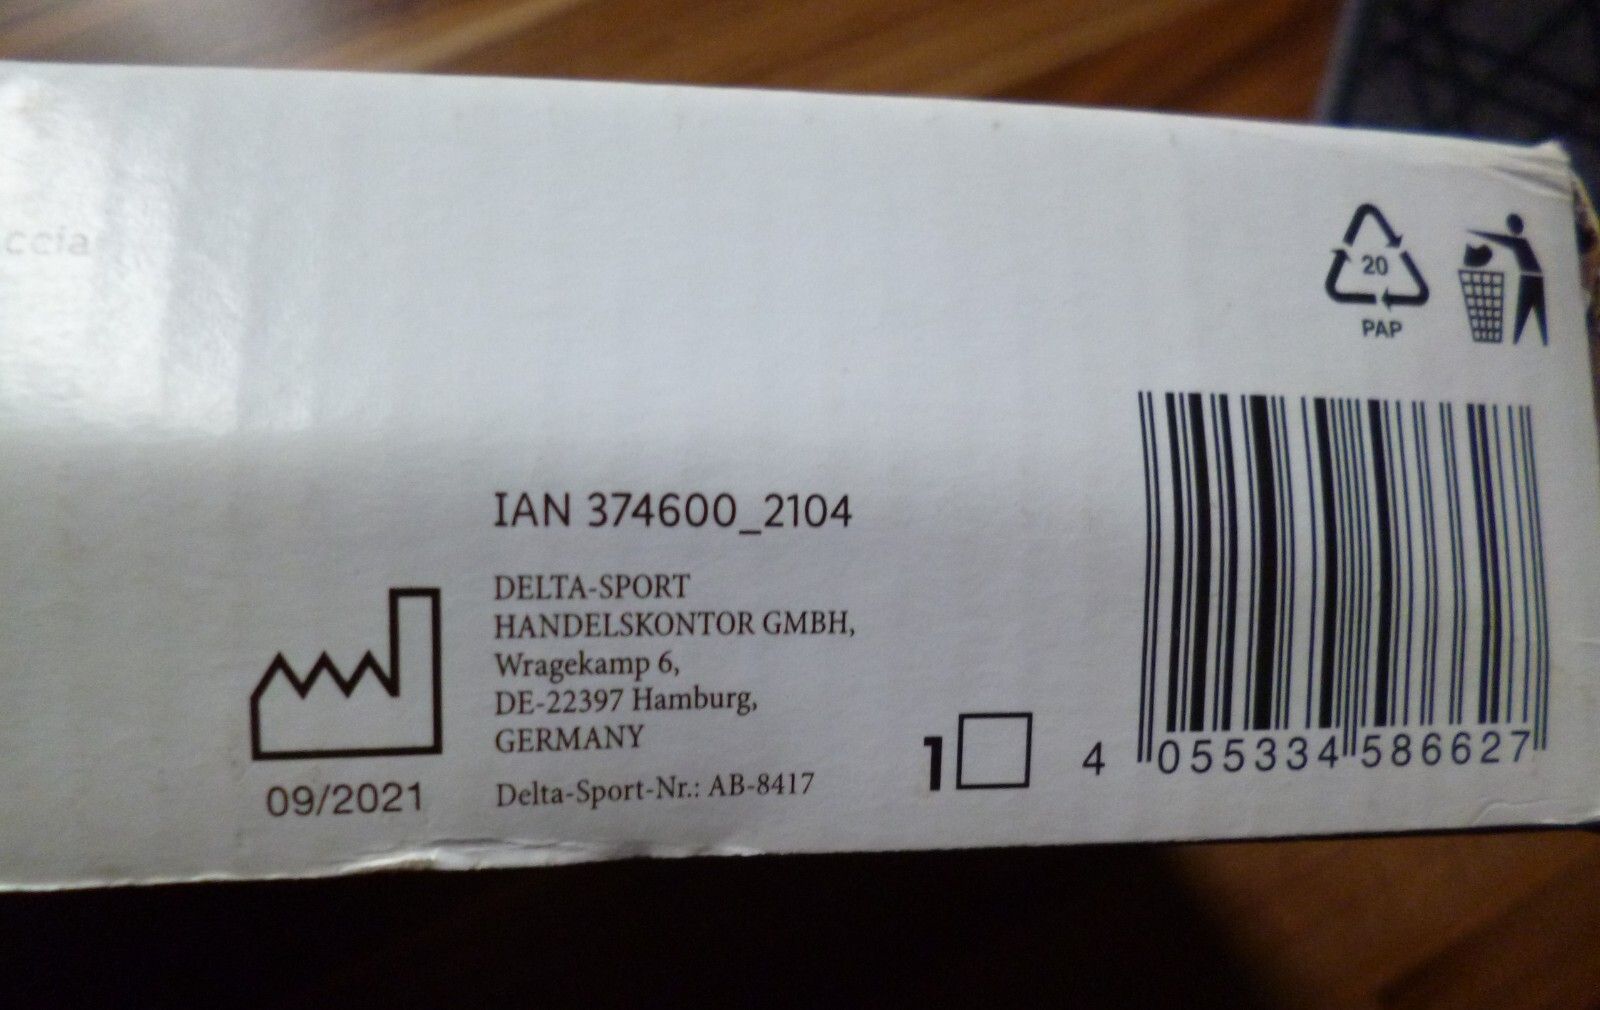 ccia
20
PAP
IAN 374600_2104
DELTA-SPORT
HANDELSKONTOR GMBH,
Wragekamp 6,
DE-22397 Hamburg,
GERMANY
Delta-Sport-Nr.: AB-8417
09/2021
1
4 055334 586627